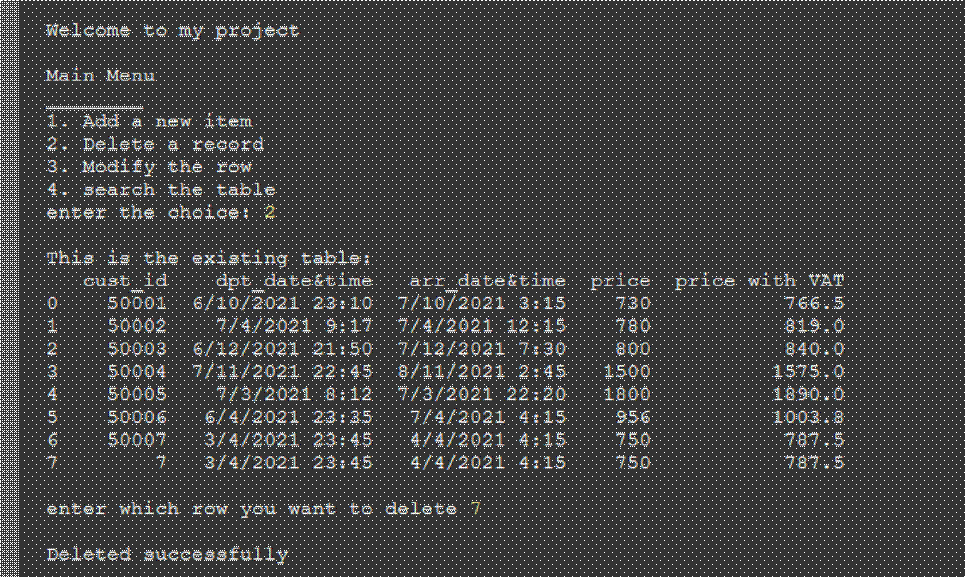 Welcome to my project
Main Menu
1. Add a new item
2. Delete a record
3. Modify the row
4. search the table
enter the choice: 2
This is the existing table:
cust_id dpt_date&time arr_date&time price price with VAT
0 50001 6/10/2021 23:10 7/10/2021 3:15 730 766.5
1 50002 7/4/2021 9:17 7/4/2021 12:15 780 819.0
2 50003 6/12/2021 21:50 7/12/2021 7:30 800 840.0
3 50004 7/11/2021 22:45 8/11/2021 2:45 1500 1575.0
4 50005 7/3/2021 8:12 7/3/2021 22:20 1800 1890.0
5 50006 6/4/2021 23:35 7/4/2021 4:15 956 1003.8
6 50007 3/4/2021 23:45 4/4/2021 4:15 750 787.5
7 7 3/4/2021 23:45 4/4/2021 4:15 750 787.5
enter which row you want to delete 7
Deleted successfully